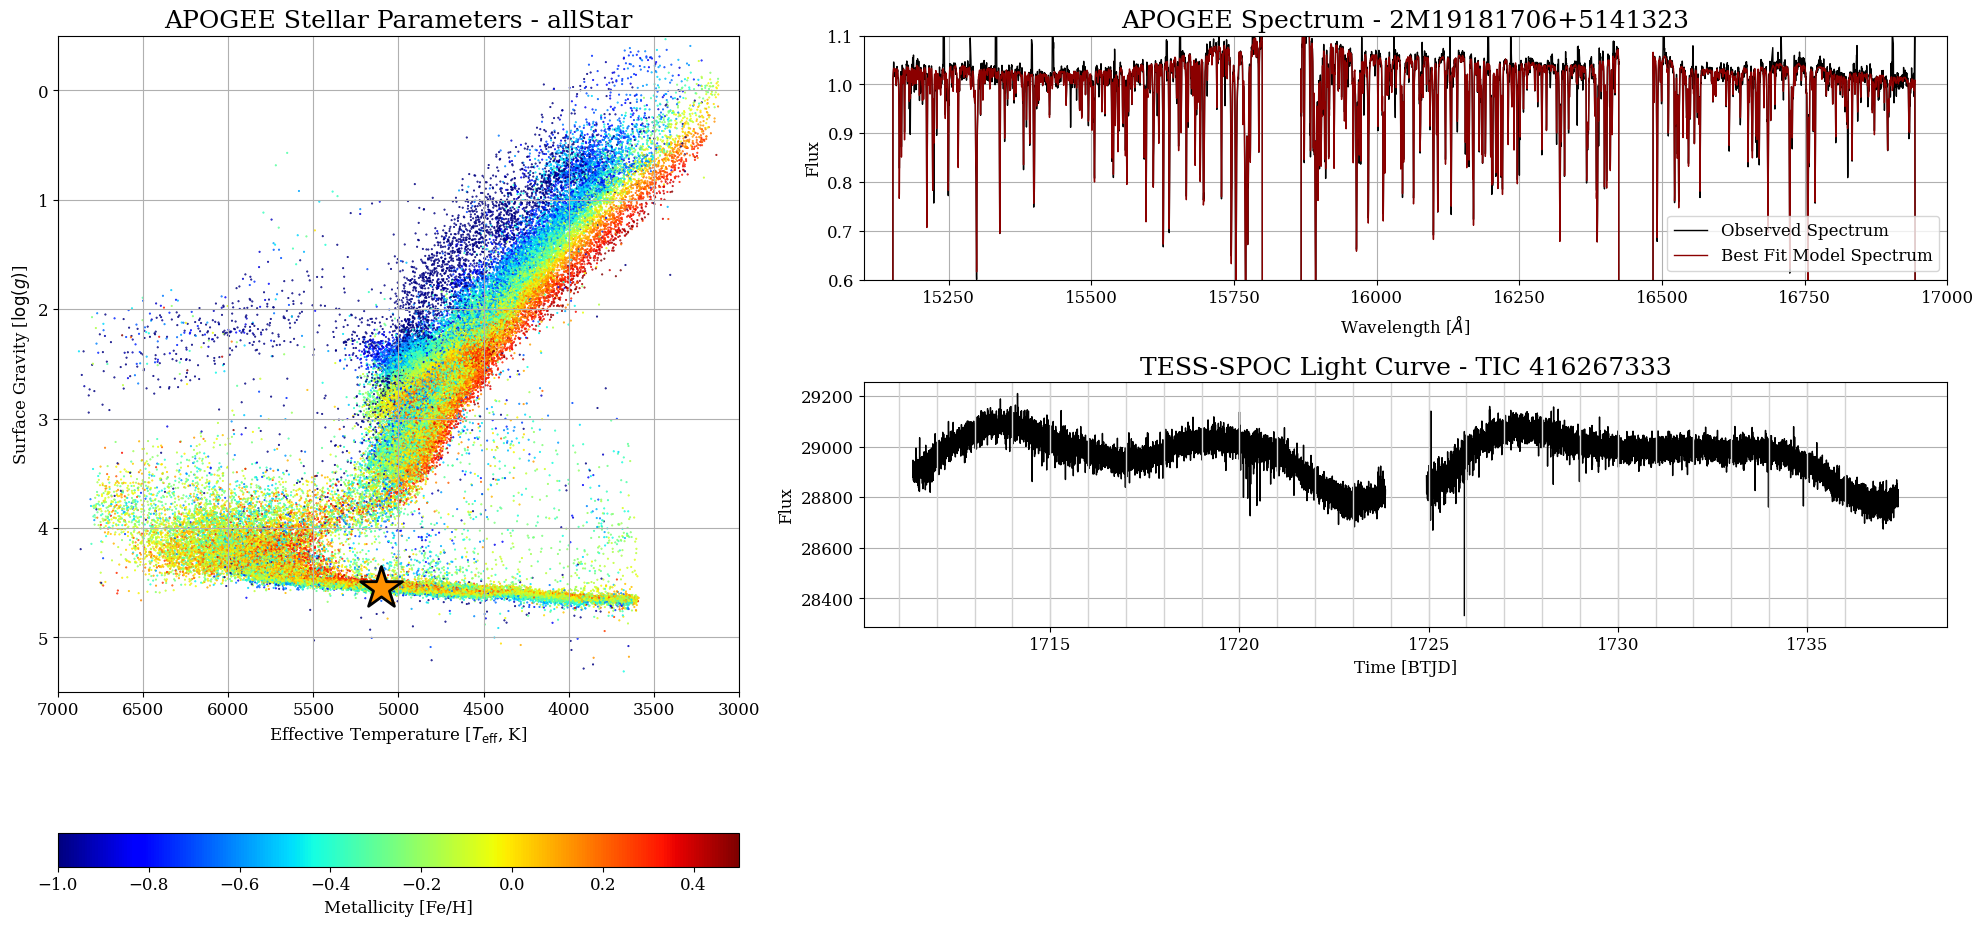 APOGEE Stellar Parameters - allStar
0
1
2
3
4
5
Surface Gravity [log(g)]
7000 6500 6000 5500 5000 4500 4000 3500 3000
Effective Temperature [Teff, K]
−1.0 −0.8 −0.6 −0.4 −0.2 0.0 0.2 0.4
Metallicity [Fe/H]
APOGEE Spectrum - 2M19181706+5141323
1.1
1.0
0.9
0.8
0.7
0.6
Flux
Observed Spectrum
Best Fit Model Spectrum
15250 15500 15750 16000 16250 16500 16750 17000
Wavelength [Å]
TESS-SPOC Light Curve - TIC 416267333
29200
29000
28800
28600
28400
Flux
1715 1720 1725 1730 1735
Time [BTJD]